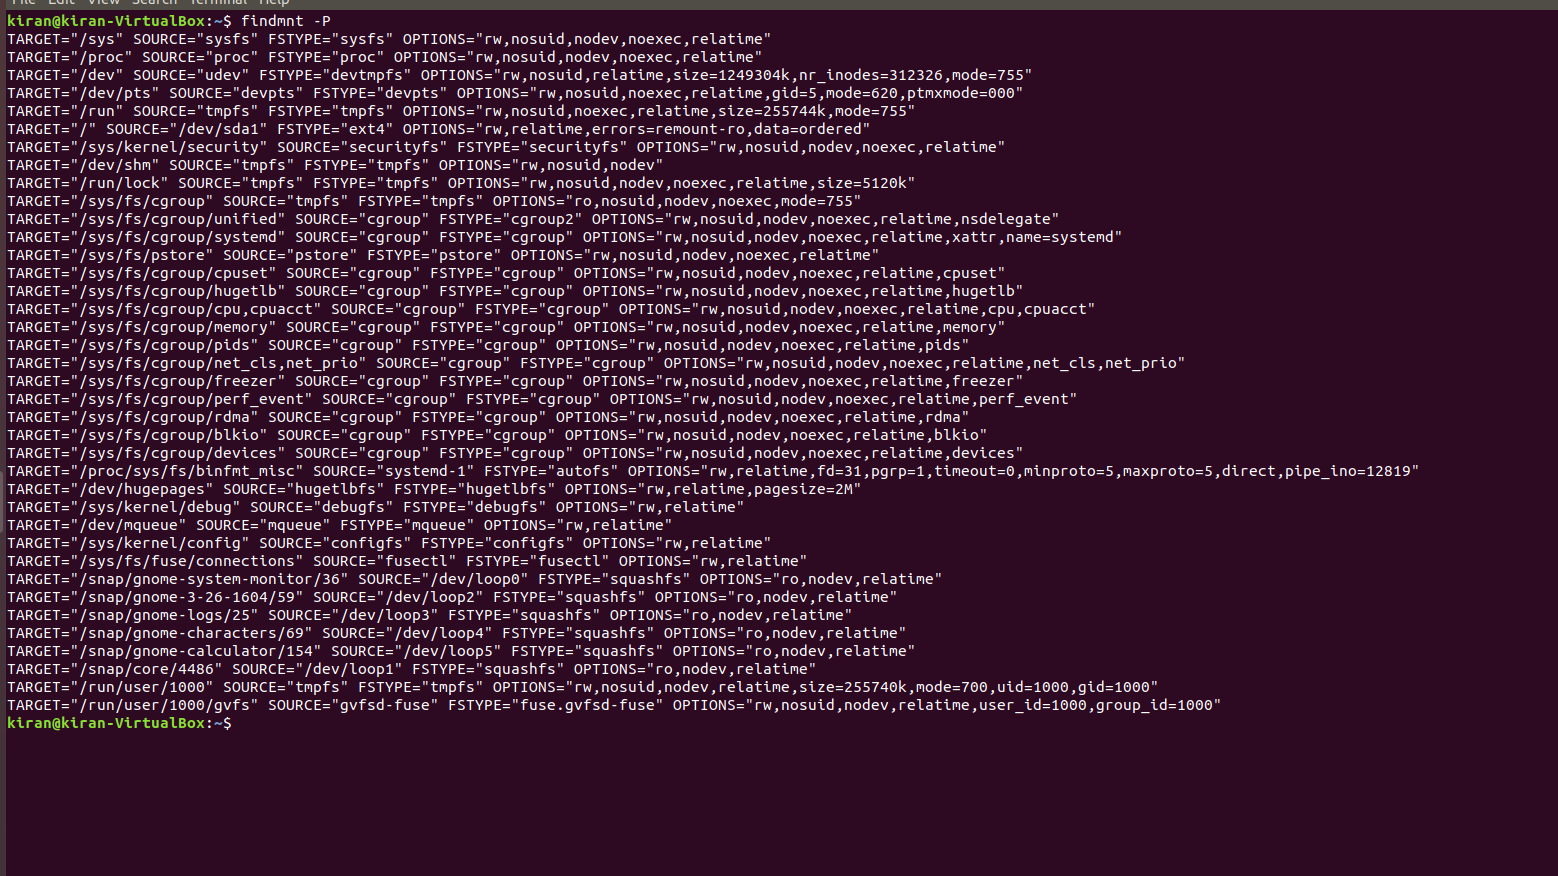 File Edit View Search Terminal Help
kiran@kiran-VirtualBox:~$ findmnt -P
TARGET="/sys" SOURCE="sysfs" FSTYPE="sysfs" OPTIONS="rw,nosuid,nodev,noexec,relatime"
TARGET="/proc" SOURCE="proc" FSTYPE="proc" OPTIONS="rw,nosuid,nodev,noexec,relatime"
TARGET="/dev" SOURCE="udev" FSTYPE="devtmpfs" OPTIONS="rw,nosuid,relatime,size=1249304k,nr_inodes=312326,mode=755"
TARGET="/dev/pts" SOURCE="devpts" FSTYPE="devpts" OPTIONS="rw,nosuid,noexec,relatime,gid=5,mode=620,ptmxmode=000"
TARGET="/run" SOURCE="tmpfs" FSTYPE="tmpfs" OPTIONS="rw,nosuid,noexec,relatime,size=255744k,mode=755"
TARGET="/" SOURCE="/dev/sda1" FSTYPE="ext4" OPTIONS="rw,relatime,errors=remount-ro,data=ordered"
TARGET="/sys/kernel/security" SOURCE="securityfs" FSTYPE="securityfs" OPTIONS="rw,nosuid,nodev,noexec,relatime"
TARGET="/dev/shm" SOURCE="tmpfs" FSTYPE="tmpfs" OPTIONS="rw,nosuid,nodev"
TARGET="/run/lock" SOURCE="tmpfs" FSTYPE="tmpfs" OPTIONS="rw,nosuid,nodev,noexec,relatime,size=5120k"
TARGET="/sys/fs/cgroup" SOURCE="tmpfs" FSTYPE="tmpfs" OPTIONS="ro,nosuid,nodev,noexec,mode=755"
TARGET="/sys/fs/cgroup/unified" SOURCE="cgroup" FSTYPE="cgroup2" OPTIONS="rw,nosuid,nodev,noexec,relatime,nsdelegate"
TARGET="/sys/fs/cgroup/systemd" SOURCE="cgroup" FSTYPE="cgroup" OPTIONS="rw,nosuid,nodev,noexec,relatime,xattr,name=systemd"
TARGET="/sys/fs/pstore" SOURCE="pstore" FSTYPE="pstore" OPTIONS="rw,nosuid,nodev,noexec,relatime"
TARGET="/sys/fs/cgroup/cpuset" SOURCE="cgroup" FSTYPE="cgroup" OPTIONS="rw,nosuid,nodev,noexec,relatime,cpuset"
TARGET="/sys/fs/cgroup/hugetlb" SOURCE="cgroup" FSTYPE="cgroup" OPTIONS="rw,nosuid,nodev,noexec,relatime,hugetlb"
TARGET="/sys/fs/cgroup/cpu,cpuacct" SOURCE="cgroup" FSTYPE="cgroup" OPTIONS="rw,nosuid,nodev,noexec,relatime,cpu,cpuacct"
TARGET="/sys/fs/cgroup/memory" SOURCE="cgroup" FSTYPE="cgroup" OPTIONS="rw,nosuid,nodev,noexec,relatime,memory"
TARGET="/sys/fs/cgroup/pids" SOURCE="cgroup" FSTYPE="cgroup" OPTIONS="rw,nosuid,nodev,noexec,relatime,pids"
TARGET="/sys/fs/cgroup/net_cls,net_prio" SOURCE="cgroup" FSTYPE="cgroup" OPTIONS="rw,nosuid,nodev,noexec,relatime,net_cls,net_prio"
TARGET="/sys/fs/cgroup/freezer" SOURCE="cgroup" FSTYPE="cgroup" OPTIONS="rw,nosuid,nodev,noexec,relatime,freezer"
TARGET="/sys/fs/cgroup/perf_event" SOURCE="cgroup" FSTYPE="cgroup" OPTIONS="rw,nosuid,nodev,noexec,relatime,perf_event"
TARGET="/sys/fs/cgroup/rdma" SOURCE="cgroup" FSTYPE="cgroup" OPTIONS="rw,nosuid,nodev,noexec,relatime,rdma"
TARGET="/sys/fs/cgroup/blkio" SOURCE="cgroup" FSTYPE="cgroup" OPTIONS="rw,nosuid,nodev,noexec,relatime,blkio"
TARGET="/sys/fs/cgroup/devices" SOURCE="cgroup" FSTYPE="cgroup" OPTIONS="rw,nosuid,nodev,noexec,relatime,devices"
TARGET="/proc/sys/fs/binfmt_misc" SOURCE="systemd-1" FSTYPE="autofs" OPTIONS="rw,relatime,fd=31,pgrp=1,timeout=0,minproto=5,maxproto=5,direct,pipe_ino=12819"
TARGET="/dev/hugepages" SOURCE="hugetlbfs" FSTYPE="hugetlbfs" OPTIONS="rw,relatime,pagesize=2M"
TARGET="/sys/kernel/debug" SOURCE="debugfs" FSTYPE="debugfs" OPTIONS="rw,relatime"
TARGET="/dev/mqueue" SOURCE="mqueue" FSTYPE="mqueue" OPTIONS="rw,relatime"
TARGET="/sys/kernel/config" SOURCE="configfs" FSTYPE="configfs" OPTIONS="rw,relatime"
TARGET="/sys/fs/fuse/connections" SOURCE="fusectl" FSTYPE="fusectl" OPTIONS="rw,relatime"
TARGET="/snap/gnome-system-monitor/36" SOURCE="/dev/loop0" FSTYPE="squashfs" OPTIONS="ro,nodev,relatime"
TARGET="/snap/gnome-3-26-1604/59" SOURCE="/dev/loop2" FSTYPE="squashfs" OPTIONS="ro,nodev,relatime"
TARGET="/snap/gnome-logs/25" SOURCE="/dev/loop3" FSTYPE="squashfs" OPTIONS="ro,nodev,relatime"
TARGET="/snap/gnome-characters/69" SOURCE="/dev/loop4" FSTYPE="squashfs" OPTIONS="ro,nodev,relatime"
TARGET="/snap/gnome-calculator/154" SOURCE="/dev/loop5" FSTYPE="squashfs" OPTIONS="ro,nodev,relatime"
TARGET="/snap/core/4486" SOURCE="/dev/loop1" FSTYPE="squashfs" OPTIONS="ro,nodev,relatime"
TARGET="/run/user/1000" SOURCE="tmpfs" FSTYPE="tmpfs" OPTIONS="rw,nosuid,nodev,relatime,size=255740k,mode=700,uid=1000,gid=1000"
TARGET="/run/user/1000/gvfs" SOURCE="gvfsd-fuse" FSTYPE="fuse.gvfsd-fuse" OPTIONS="rw,nosuid,nodev,relatime,user_id=1000,group_id=1000"
kiran@kiran-VirtualBox:~$